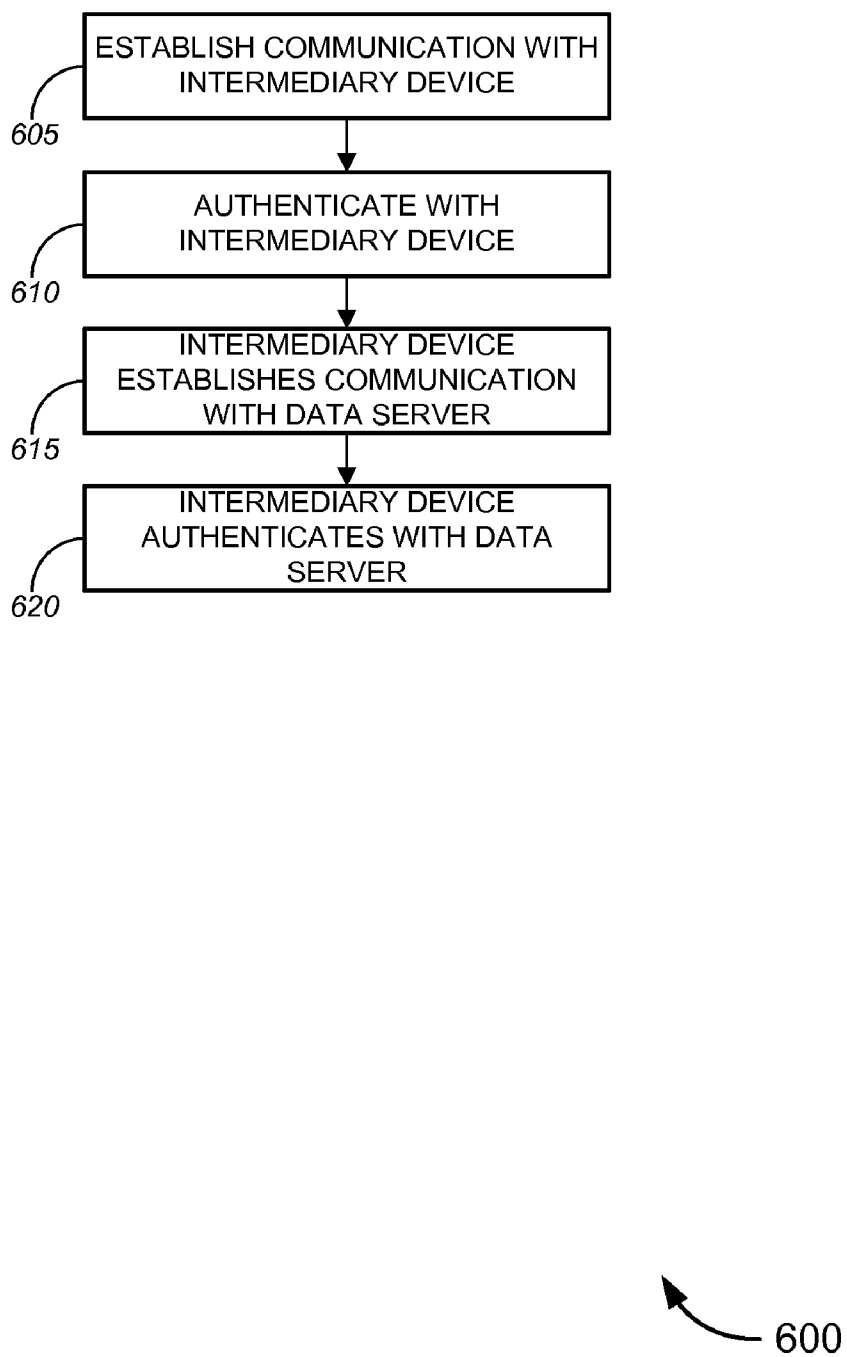 ESTABLISH COMMUNICATION WITH
INTERMEDIARY DEVICE
605
AUTHENTICATE WITH
INTERMEDIARY DEVICE
610
INTERMEDIARY DEVICE
ESTABLISHES COMMUNICATION
WITH DATA SERVER
615
INTERMEDIARY DEVICE
AUTHENTICATES WITH DATA
SERVER
620
600